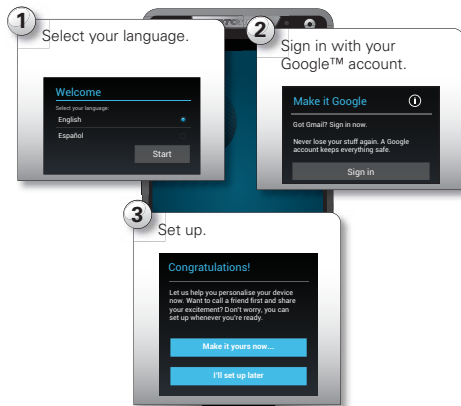 1
Select your language.
Welcome
Select your language:
English
Español
Start
2
Sign in with your
Google™ account.
Make it Google
Got Gmail? Sign in now.
Never lose your stuff again. A Google
account keeps everything safe.
Sign in
3
Set up.
Congratulations!
Let us help you personalise your device
now. Want to call a friend first and share
your excitement? Don't worry, you can
set up whenever you're ready.
Make it yours now...
I'll set up later